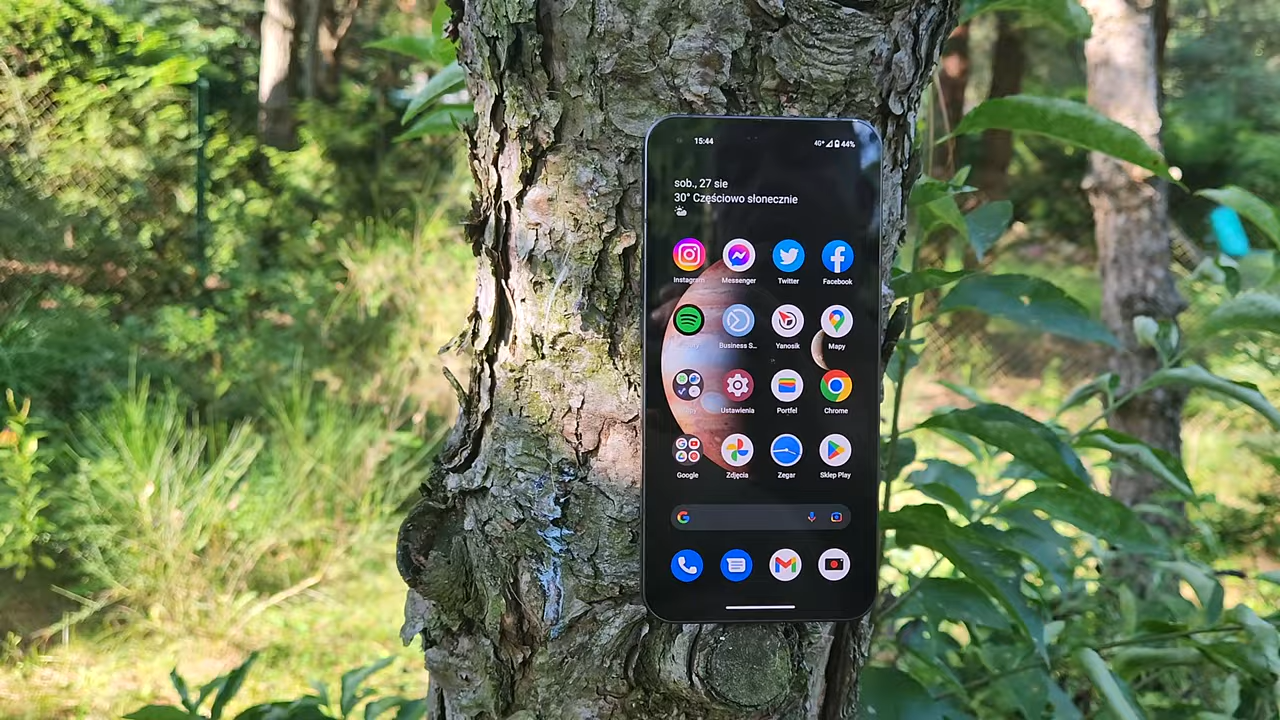 15:44 4G+ 44%
sob., 27 sie
30° Częściowo słonecznie
Instagram Messenger Twitter Facebook
Business S... Yanosik Mapy
Ustawienia Portfel Chrome
Google Zdjęcia Zegar Sklep Play